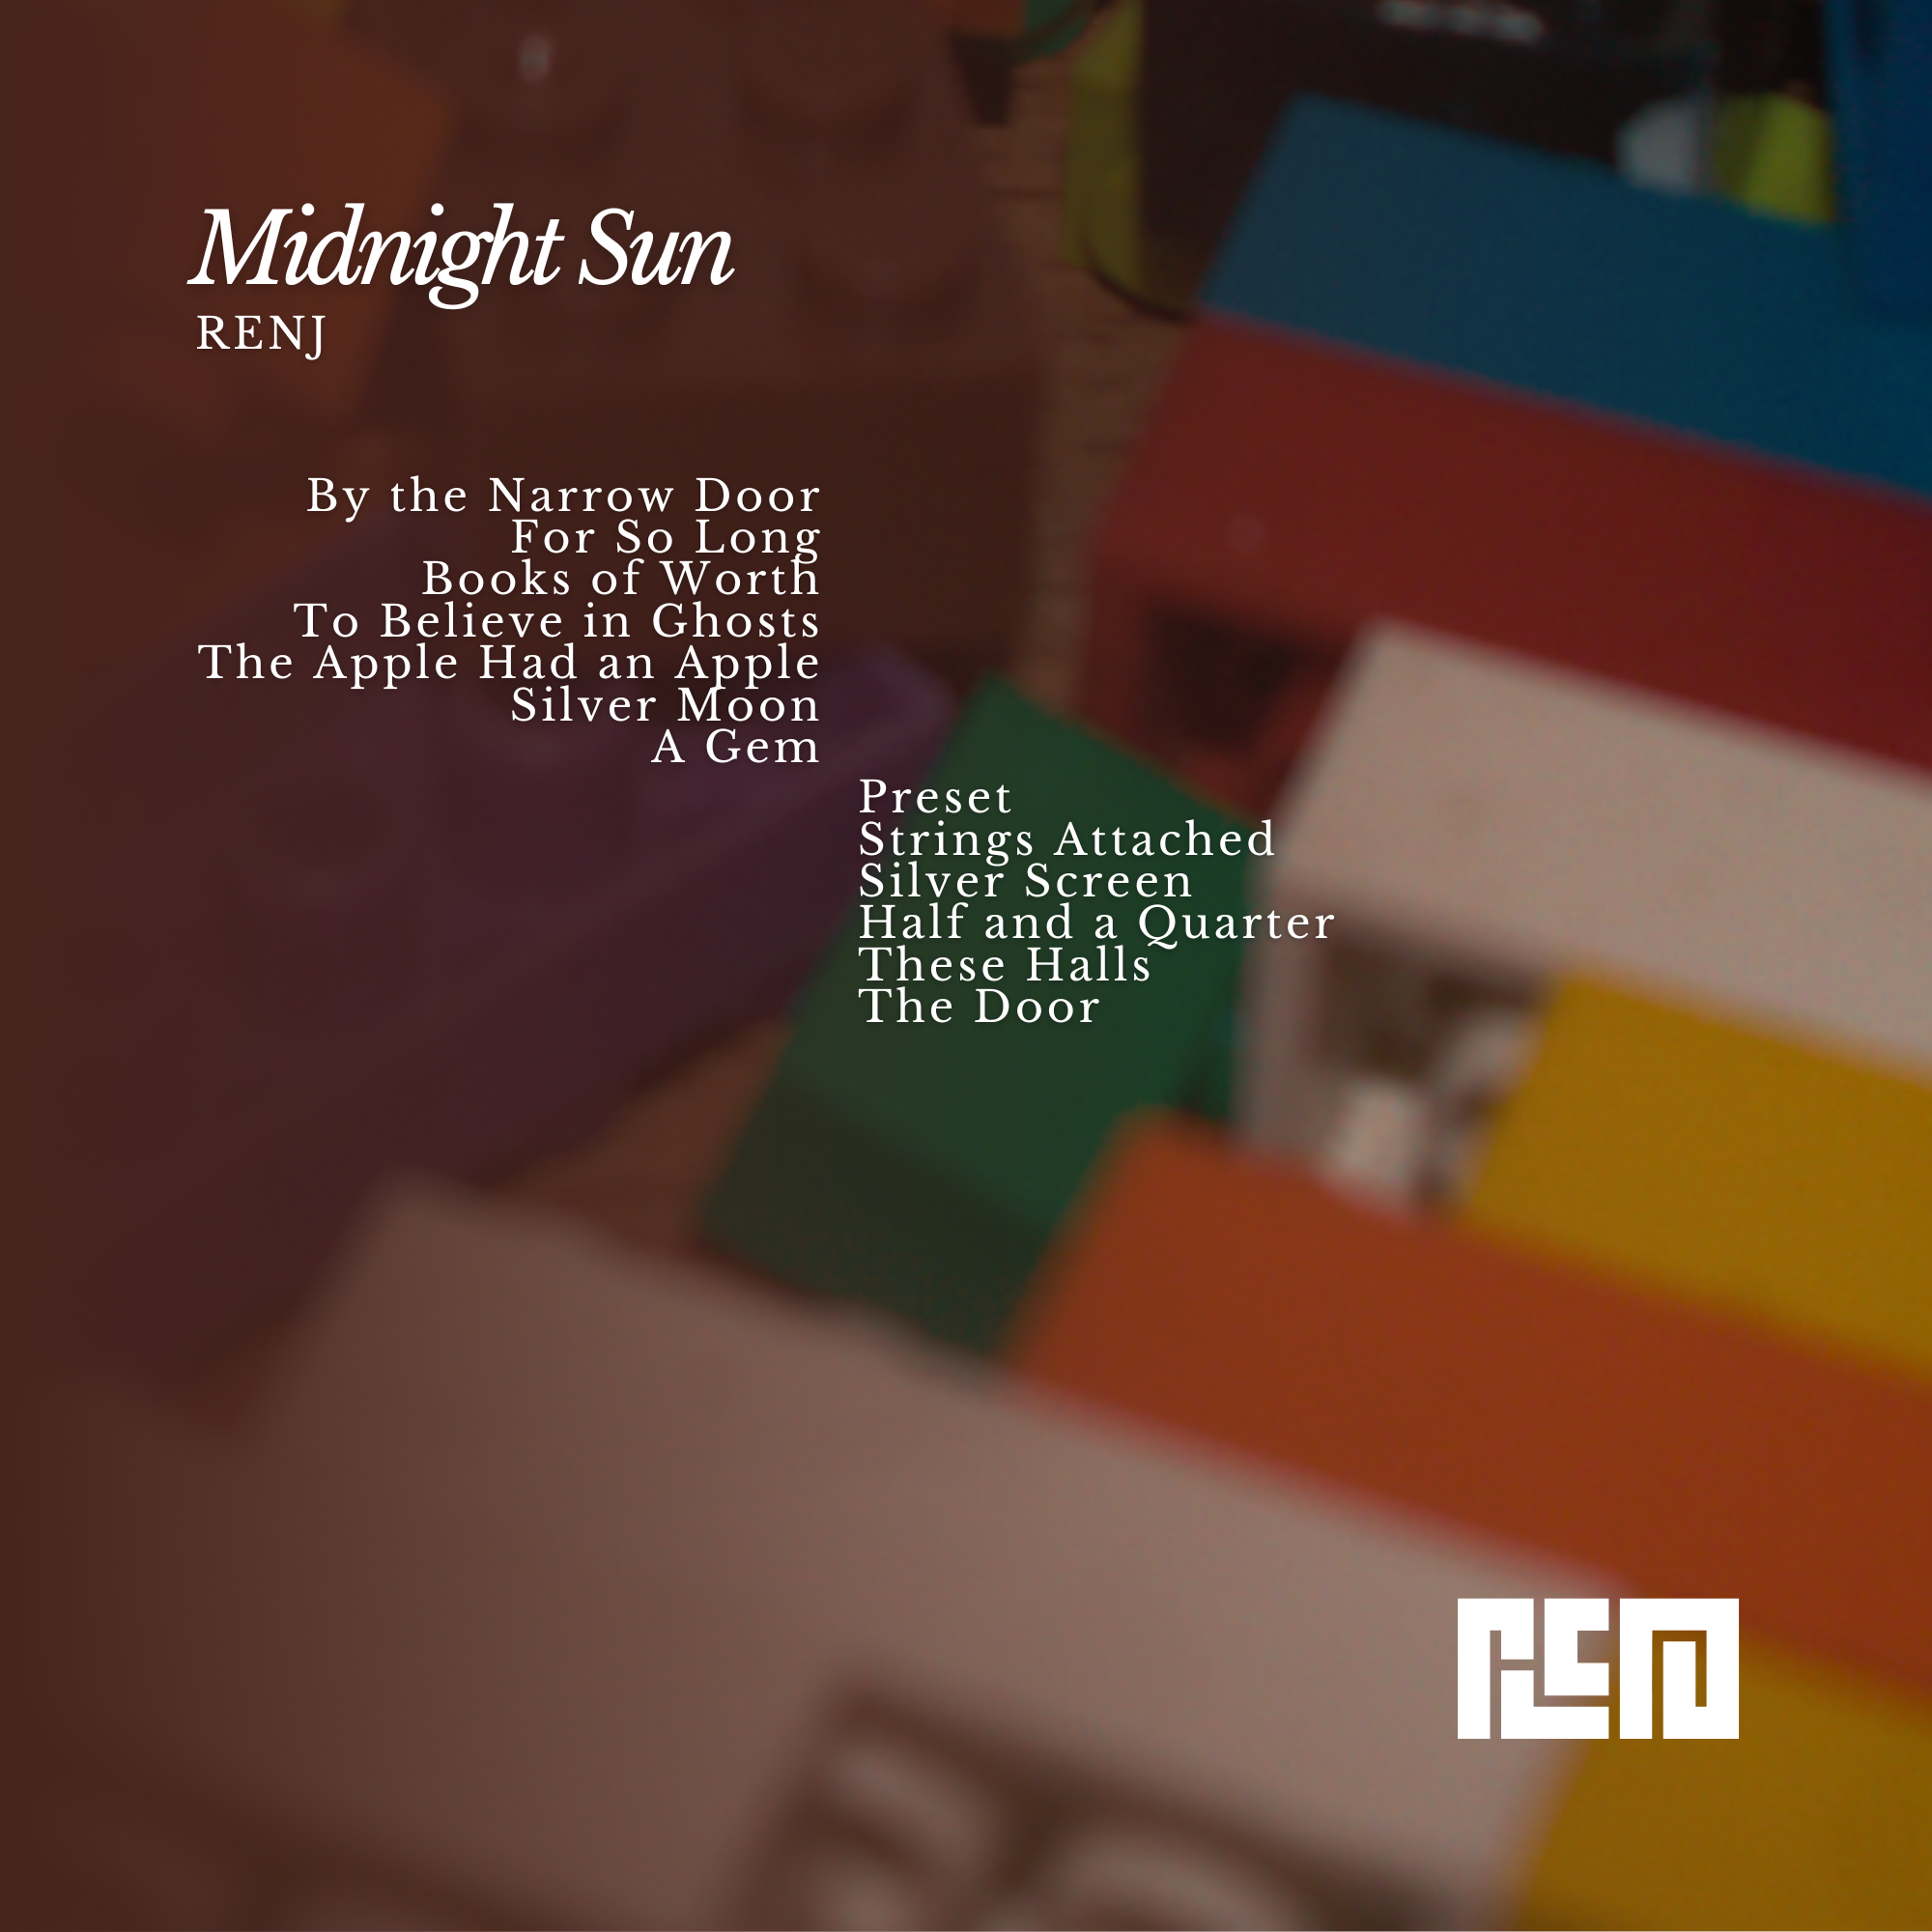 Midnight Sun
RENJ
By the Narrow Door
For So Long
Books of Worth
To Believe in Ghosts
The Apple Had an Apple
Silver Moon
A Gem
Preset
Strings Attached
Silver Screen
Half and a Quarter
These Halls
The Door